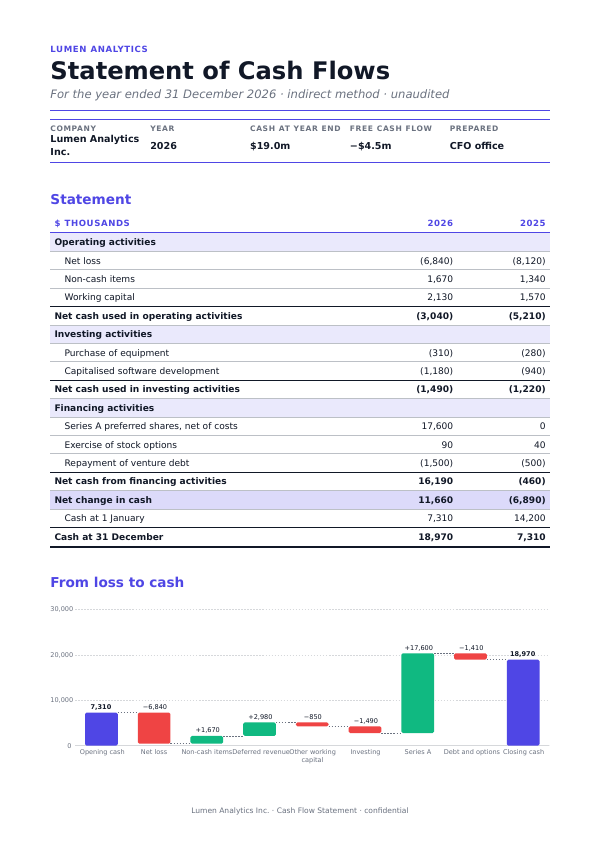 LUMEN ANALYTICS
Statement of Cash Flows
For the year ended 31 December 2026 · indirect method · unaudited
COMPANY YEAR CASH AT YEAR END FREE CASH FLOW PREPARED
Lumen Analytics Inc. 2026 $19.0m −$4.5m CFO office
Statement
$ THOUSANDS 2026 2025
Operating activities
Net loss (6,840) (8,120)
Non-cash items 1,670 1,340
Working capital 2,130 1,570
Net cash used in operating activities (3,040) (5,210)
Investing activities
Purchase of equipment (310) (280)
Capitalised software development (1,180) (940)
Net cash used in investing activities (1,490) (1,220)
Financing activities
Series A preferred shares, net of costs 17,600 0
Exercise of stock options 90 40
Repayment of venture debt (1,500) (500)
Net cash from financing activities 16,190 (460)
Net change in cash 11,660 (6,890)
Cash at 1 January 7,310 14,200
Cash at 31 December 18,970 7,310
From loss to cash
30,000
20,000
10,000
0
7,310 −6,840 +1,670 +2,980 −850 −1,490 +17,600 −1,410 18,970
Opening cash Net loss Non-cash items Deferred revenue Other working capital Investing Series A Debt and options Closing cash
Lumen Analytics Inc. · Cash Flow Statement · confidential